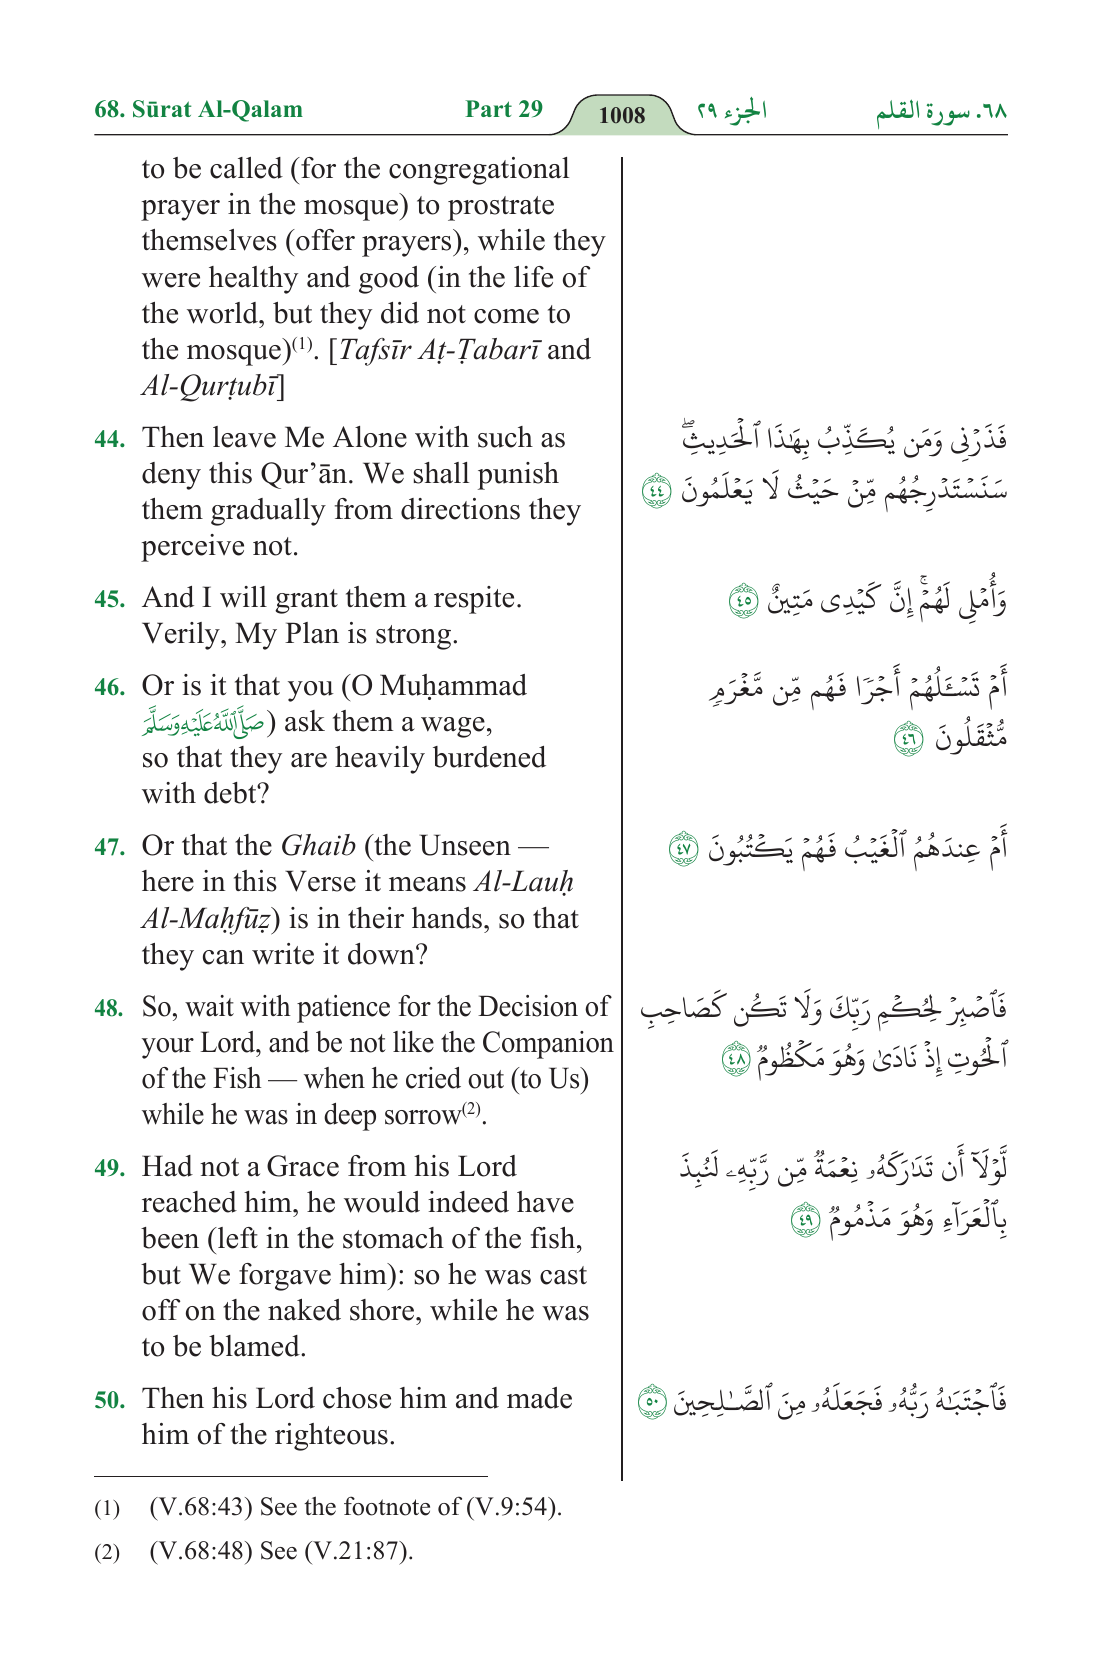 68. Sūrat Al-Qalam Part 29 1008 الجزء ٢٩ ٦٨. سورة القلم
to be called (for the congregational
prayer in the mosque) to prostrate
themselves (offer prayers), while they
were healthy and good (in the life of
the world, but they did not come to
the mosque)(1). [Tafsīr Aṭ-Ṭabarī and
Al-Qurṭubī]
44. Then leave Me Alone with such as
deny this Qur’ān. We shall punish
them gradually from directions they
perceive not.
فَذَرْنِى وَمَن يُكَذِّبُ بِهَٰذَا ٱلْحَدِيثِ ۖ
سَنَسْتَدْرِجُهُم مِّنْ حَيْثُ لَا يَعْلَمُونَ ٤٤
45. And I will grant them a respite.
Verily, My Plan is strong.
وَأُمْلِى لَهُمْ ۚ إِنَّ كَيْدِى مَتِينٌ ٤٥
46. Or is it that you (O Muḥammad
صَلَّى ٱللَّهُ عَلَيْهِ وَسَلَّمَ) ask them a wage,
so that they are heavily burdened
with debt?
أَمْ تَسْـَٔلُهُمْ أَجْرًا فَهُم مِّن مَّغْرَمٍ
مُّثْقَلُونَ ٤٦
47. Or that the Ghaib (the Unseen —
here in this Verse it means Al-Lauḥ
Al-Maḥfūẓ) is in their hands, so that
they can write it down?
أَمْ عِندَهُمُ ٱلْغَيْبُ فَهُمْ يَكْتُبُونَ ٤٧
48. So, wait with patience for the Decision of
your Lord, and be not like the Companion
of the Fish — when he cried out (to Us)
while he was in deep sorrow(2).
فَٱصْبِرْ لِحُكْمِ رَبِّكَ وَلَا تَكُن كَصَاحِبِ
ٱلْحُوتِ إِذْ نَادَىٰ وَهُوَ مَكْظُومٌ ٤٨
49. Had not a Grace from his Lord
reached him, he would indeed have
been (left in the stomach of the fish,
but We forgave him): so he was cast
off on the naked shore, while he was
to be blamed.
لَّوْلَآ أَن تَدَٰرَكَهُۥ نِعْمَةٌ مِّن رَّبِّهِۦ لَنُبِذَ
بِٱلْعَرَآءِ وَهُوَ مَذْمُومٌ ٤٩
50. Then his Lord chose him and made
him of the righteous.
فَٱجْتَبَٰهُ رَبُّهُۥ فَجَعَلَهُۥ مِنَ ٱلصَّٰلِحِينَ ٥٠
(1) (V.68:43) See the footnote of (V.9:54).
(2) (V.68:48) See (V.21:87).